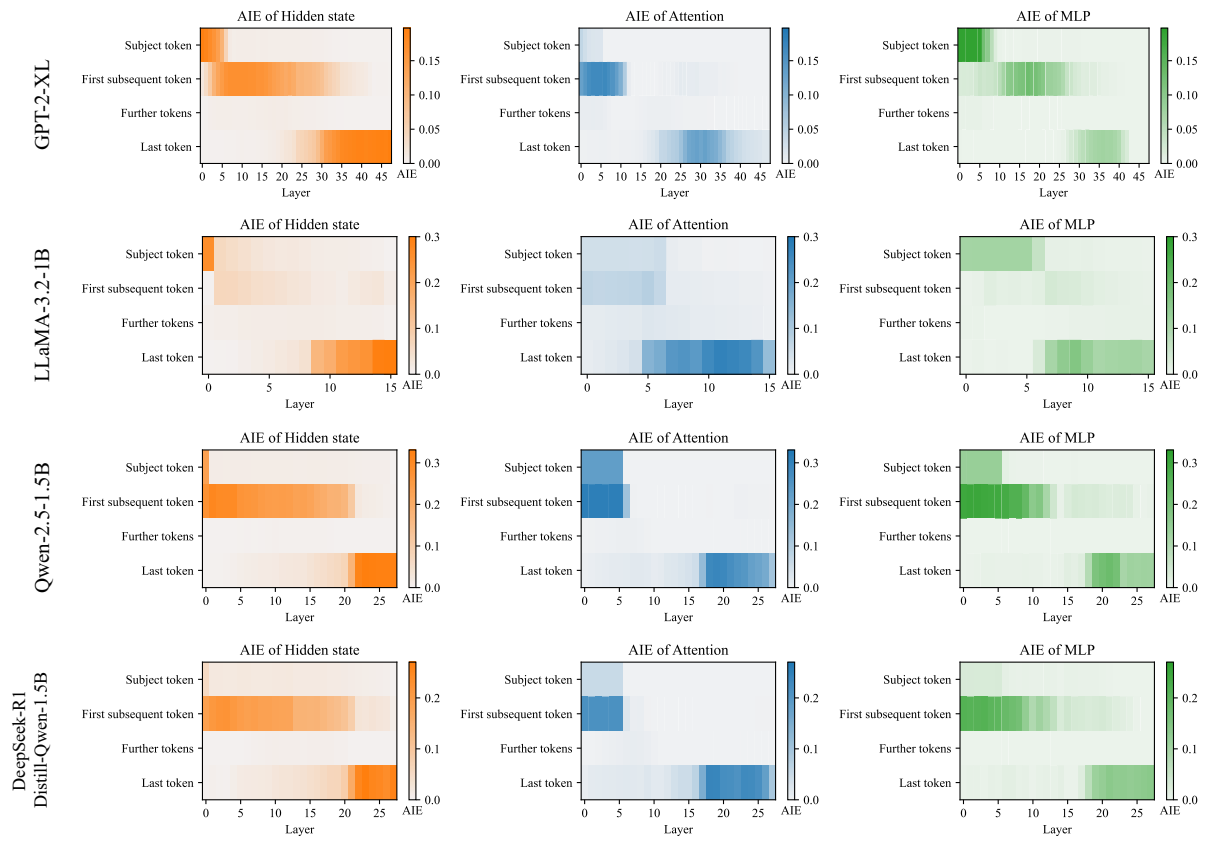 GPT-2-XL
AIE of Hidden state
Subject token
First subsequent token
Further tokens
Last token
0 5 10 15 20 25 30 35 40 45
Layer
0.15
0.10
0.05
0.00
AIE
AIE of Attention
Subject token
First subsequent token
Further tokens
Last token
0 5 10 15 20 25 30 35 40 45
Layer
0.15
0.10
0.05
0.00
AIE
AIE of MLP
Subject token
First subsequent token
Further tokens
Last token
0 5 10 15 20 25 30 35 40 45
Layer
0.15
0.10
0.05
0.00
AIE
LLaMA-3.2-1B
AIE of Hidden state
Subject token
First subsequent token
Further tokens
Last token
0 5 10 15
Layer
0.3
0.2
0.1
0.0
AIE
AIE of Attention
Subject token
First subsequent token
Further tokens
Last token
0 5 10 15
Layer
0.3
0.2
0.1
0.0
AIE
AIE of MLP
Subject token
First subsequent token
Further tokens
Last token
0 5 10 15
Layer
0.3
0.2
0.1
0.0
AIE
Qwen-2.5-1.5B
AIE of Hidden state
Subject token
First subsequent token
Further tokens
Last token
0 5 10 15 20 25
Layer
0.3
0.2
0.1
0.0
AIE
AIE of Attention
Subject token
First subsequent token
Further tokens
Last token
0 5 10 15 20 25
Layer
0.3
0.2
0.1
0.0
AIE
AIE of MLP
Subject token
First subsequent token
Further tokens
Last token
0 5 10 15 20 25
Layer
0.3
0.2
0.1
0.0
AIE
DeepSeek-R1
Distill-Qwen-1.5B
AIE of Hidden state
Subject token
First subsequent token
Further tokens
Last token
0 5 10 15 20 25
Layer
0.2
0.1
0.0
AIE
AIE of Attention
Subject token
First subsequent token
Further tokens
Last token
0 5 10 15 20 25
Layer
0.2
0.1
0.0
AIE
AIE of MLP
Subject token
First subsequent token
Further tokens
Last token
0 5 10 15 20 25
Layer
0.2
0.1
0.0
AIE